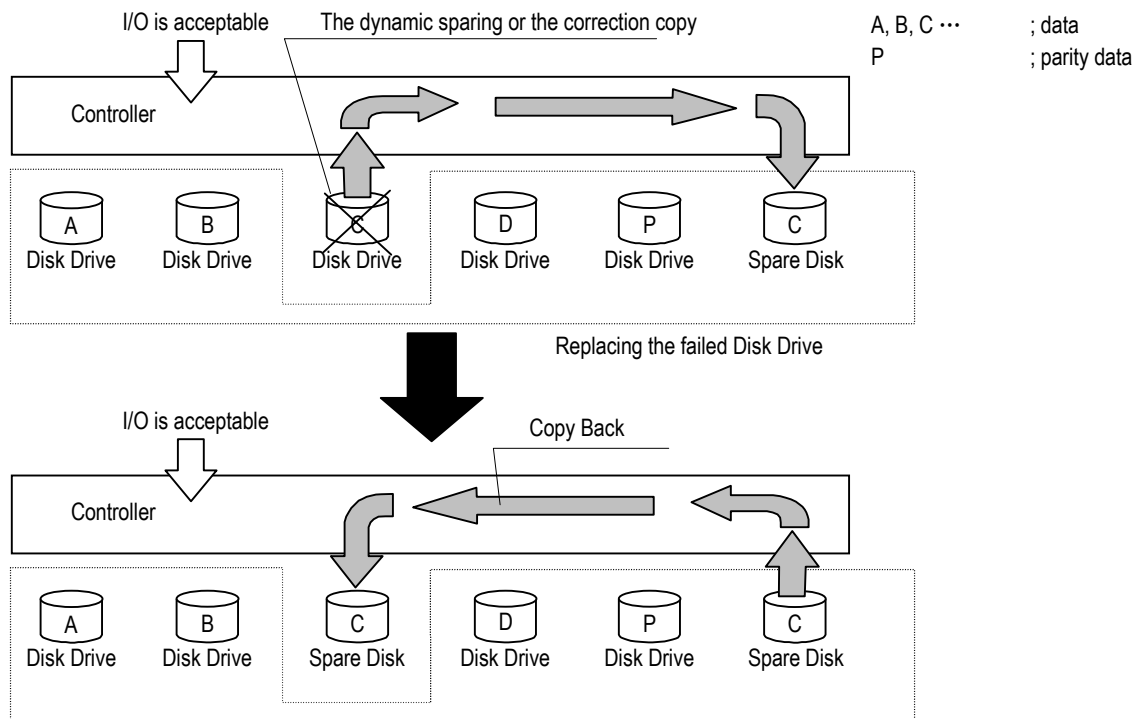 I/O is acceptable
The dynamic sparing or the correction copy
A, B, C ··· ; data
P ; parity data
Controller
A B C D P C
Disk Drive Disk Drive Disk Drive Disk Drive Disk Drive Spare Disk
Replacing the failed Disk Drive
I/O is acceptable
Copy Back
Controller
A B C D P C
Disk Drive Disk Drive Spare Disk Disk Drive Disk Drive Spare Disk